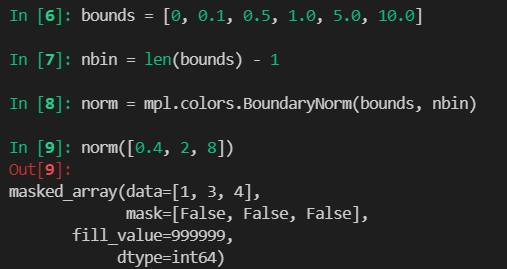 In [6]: bounds = [0, 0.1, 0.5, 1.0, 5.0, 10.0]
In [7]: nbin = len(bounds) - 1
In [8]: norm = mpl.colors.BoundaryNorm(bounds, nbin)
In [9]: norm([0.4, 2, 8])
Out[9]:
masked_array(data=[1, 3, 4],
             mask=[False, False, False],
       fill_value=999999,
            dtype=int64)